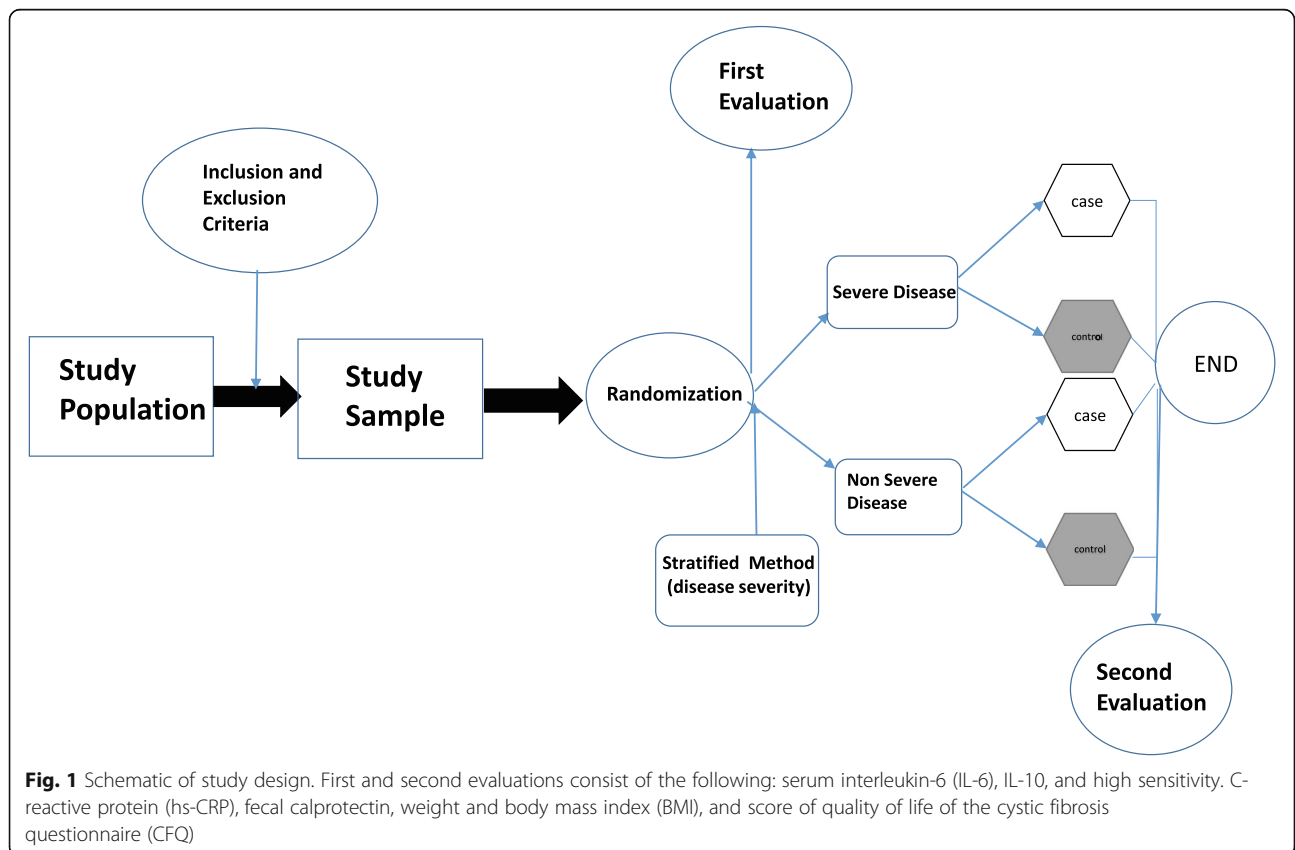 First
Evaluation
Inclusion and
Exclusion
Criteria
case
Severe Disease
Study
Population
Study
Sample
Randomization
control
END
case
Non Severe
Disease
control
Stratified Method
(disease severity)
Second
Evaluation
Fig. 1 Schematic of study design. First and second evaluations consist of the following: serum interleukin-6 (IL-6), IL-10, and high sensitivity. C-
reactive protein (hs-CRP), fecal calprotectin, weight and body mass index (BMI), and score of quality of life of the cystic fibrosis
questionnaire (CFQ)